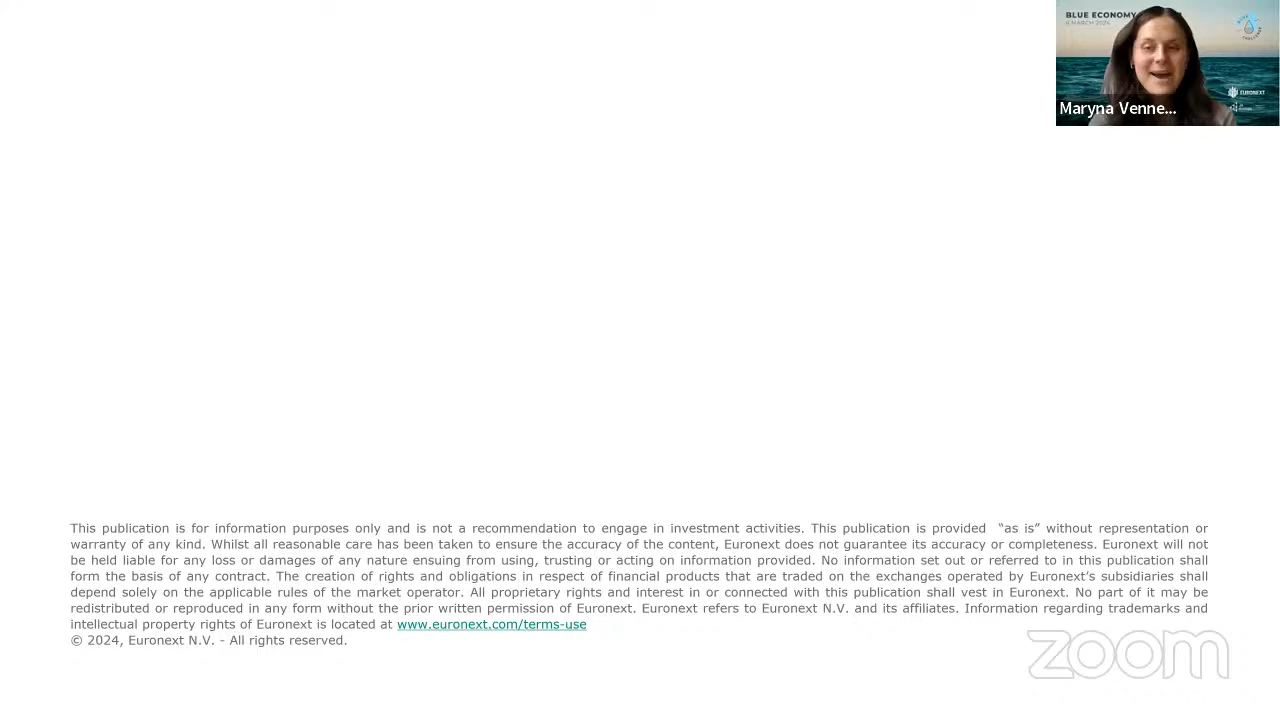 BLUE ECONOMY
6 MARCH 2024
EURONEXT
Maryna Venne...
This publication is for information purposes only and is not a recommendation to engage in investment activities. This publication is provided “as is” without representation or
warranty of any kind. Whilst all reasonable care has been taken to ensure the accuracy of the content, Euronext does not guarantee its accuracy or completeness. Euronext will not
be held liable for any loss or damages of any nature ensuing from using, trusting or acting on information provided. No information set out or referred to in this publication shall
form the basis of any contract. The creation of rights and obligations in respect of financial products that are traded on the exchanges operated by Euronext’s subsidiaries shall
depend solely on the applicable rules of the market operator. All proprietary rights and interest in or connected with this publication shall vest in Euronext. No part of it may be
redistributed or reproduced in any form without the prior written permission of Euronext. Euronext refers to Euronext N.V. and its affiliates. Information regarding trademarks and
intellectual property rights of Euronext is located at www.euronext.com/terms-use
© 2024, Euronext N.V. - All rights reserved.
zoom